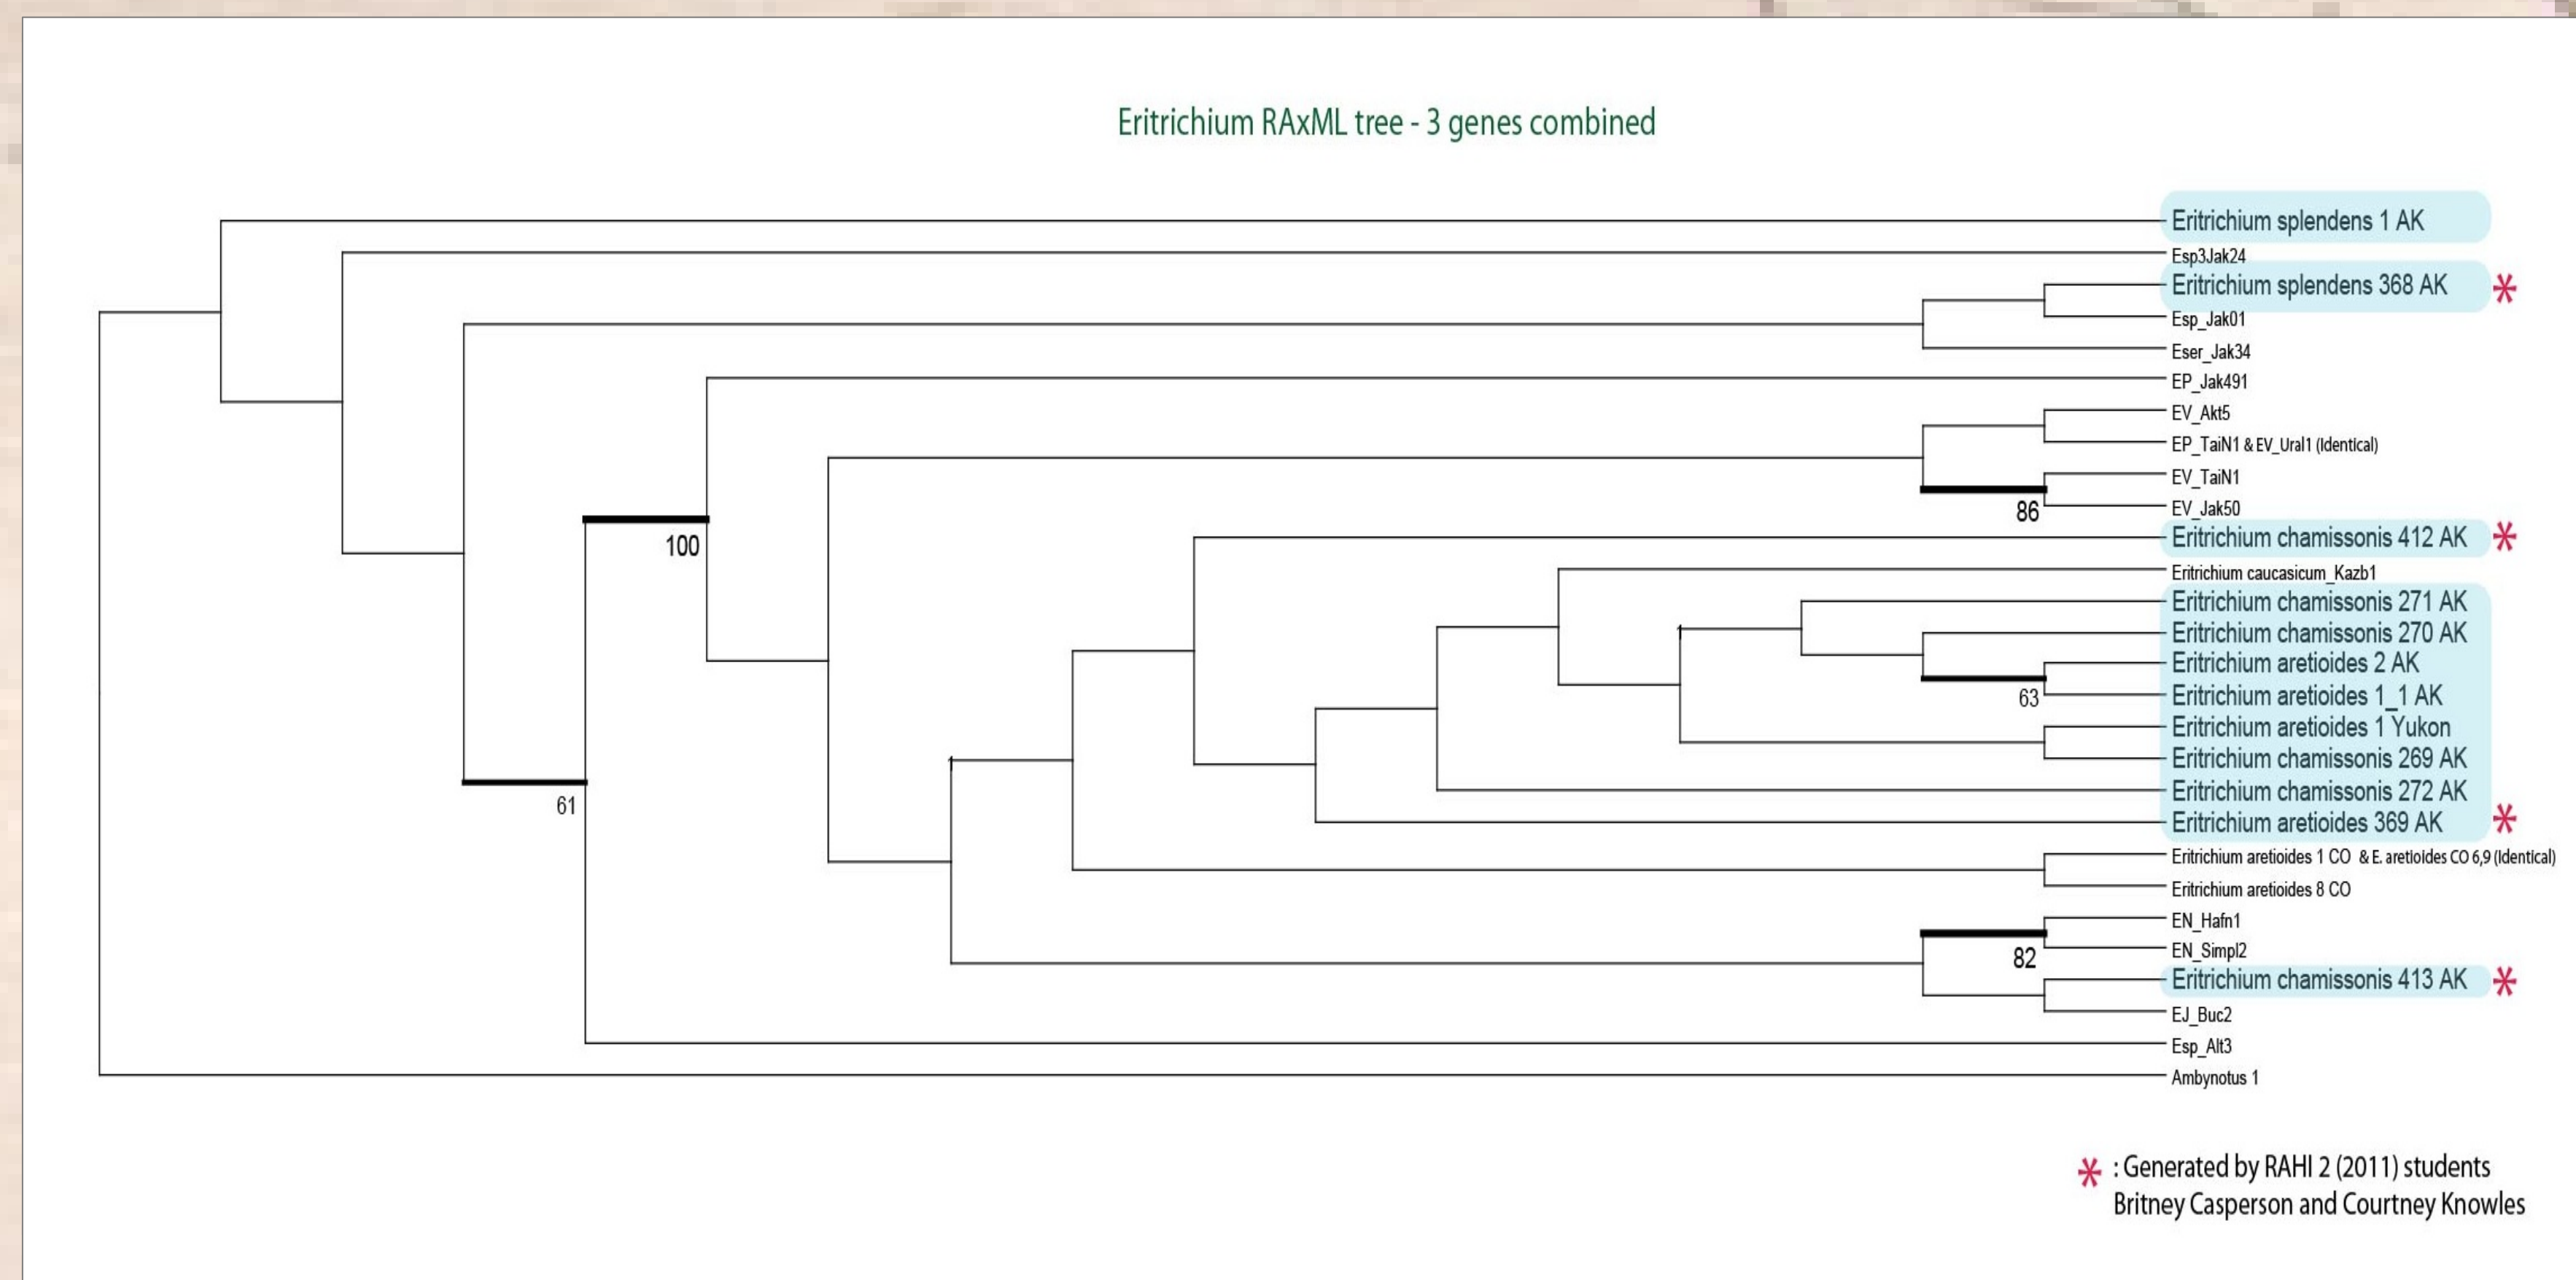 Eritrichium RAxML tree - 3 genes combined
Eritrichium splendens 1 AK
Esp3Jak24
Eritrichium splendens 368 AK *
Esp_Jak01
Eser_Jak34
EP_Jak491
EV_Akt5
EP_TaiN1 & EV_Ural1 (Identical)
EV_TaiN1
86
EV_Jak50
Eritrichium chamissonis 412 AK *
100
Eritrichium caucasicum_Kazb1
Eritrichium chamissonis 271 AK
Eritrichium chamissonis 270 AK
Eritrichium aretioides 2 AK
63
Eritrichium aretioides 1_1 AK
Eritrichium aretioides 1 Yukon
Eritrichium chamissonis 269 AK
Eritrichium chamissonis 272 AK
61
Eritrichium aretioides 369 AK *
Eritrichium aretioides 1 CO & E. aretioides CO 6,9 (Identical)
Eritrichium aretioides 8 CO
EN_Hafn1
EN_Simpl2
82
Eritrichium chamissonis 413 AK *
EJ_Buc2
Esp_Alt3
Ambynotus 1
* : Generated by RAHI 2 (2011) students
Britney Casperson and Courtney Knowles